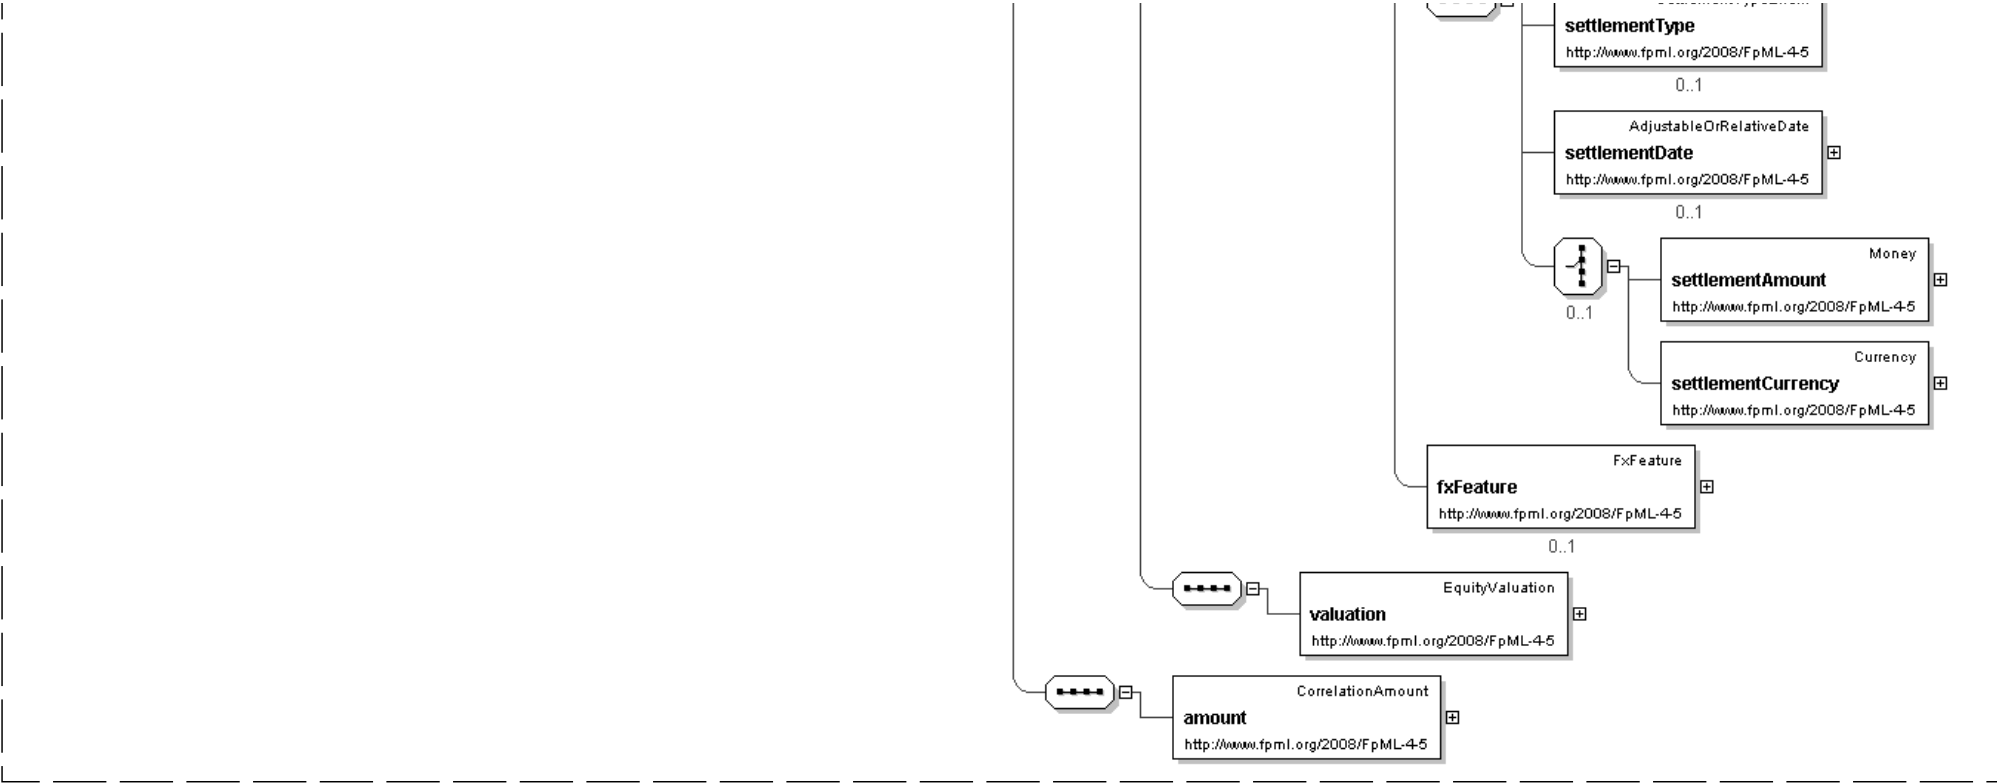 settlementType
http://www.fpml.org/2008/FpML-4-5
0..1
AdjustableOrRelativeDate
settlementDate
http://www.fpml.org/2008/FpML-4-5
0..1
Money
settlementAmount
http://www.fpml.org/2008/FpML-4-5
0..1
Currency
settlementCurrency
http://www.fpml.org/2008/FpML-4-5
FxFeature
fxFeature
http://www.fpml.org/2008/FpML-4-5
0..1
EquityValuation
valuation
http://www.fpml.org/2008/FpML-4-5
CorrelationAmount
amount
http://www.fpml.org/2008/FpML-4-5